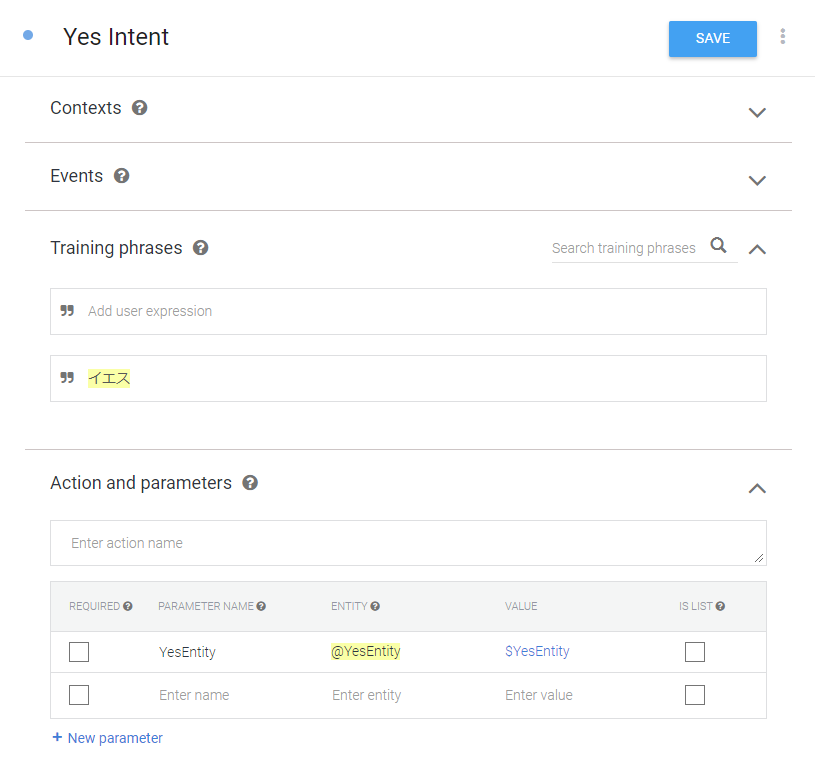 Yes Intent
SAVE
Contexts
Events
Training phrases
Search training phrases
Add user expression
イエス
Action and parameters
Enter action name
REQUIRED PARAMETER NAME ENTITY VALUE IS LIST
YesEntity @YesEntity $YesEntity
Enter name Enter entity Enter value
+ New parameter